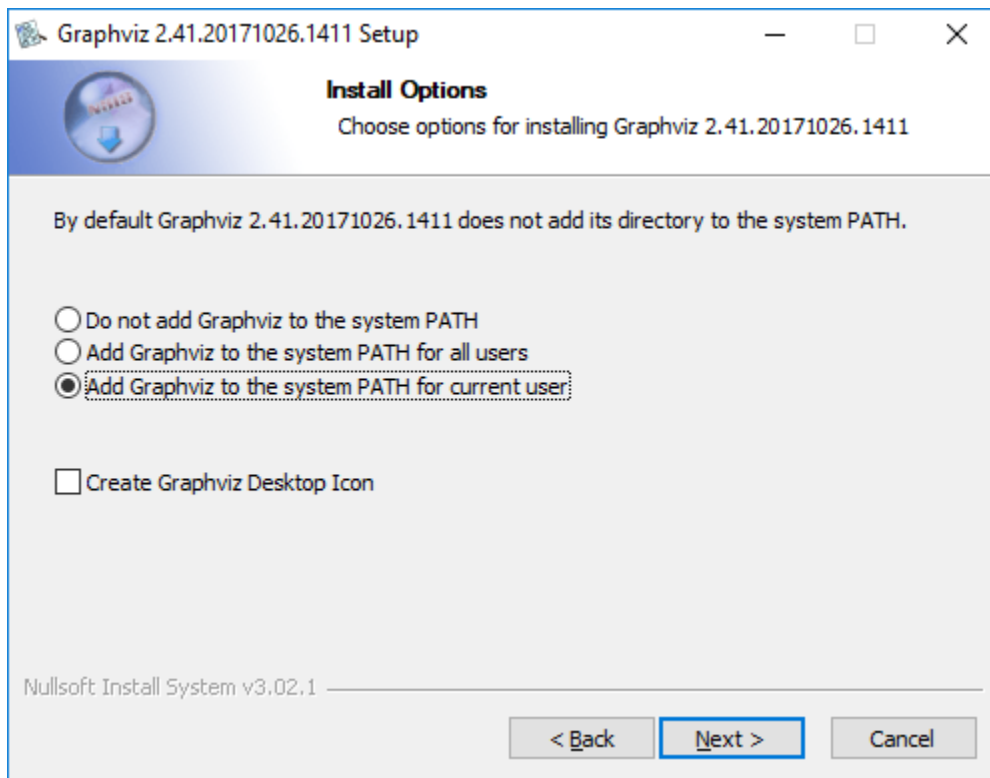 Graphviz 2.41.20171026.1411 Setup
Install Options
Choose options for installing Graphviz 2.41.20171026.1411
By default Graphviz 2.41.20171026.1411 does not add its directory to the system PATH.
Do not add Graphviz to the system PATH
Add Graphviz to the system PATH for all users
Add Graphviz to the system PATH for current user
Create Graphviz Desktop Icon
Nullsoft Install System v3.02.1
< Back Next > Cancel